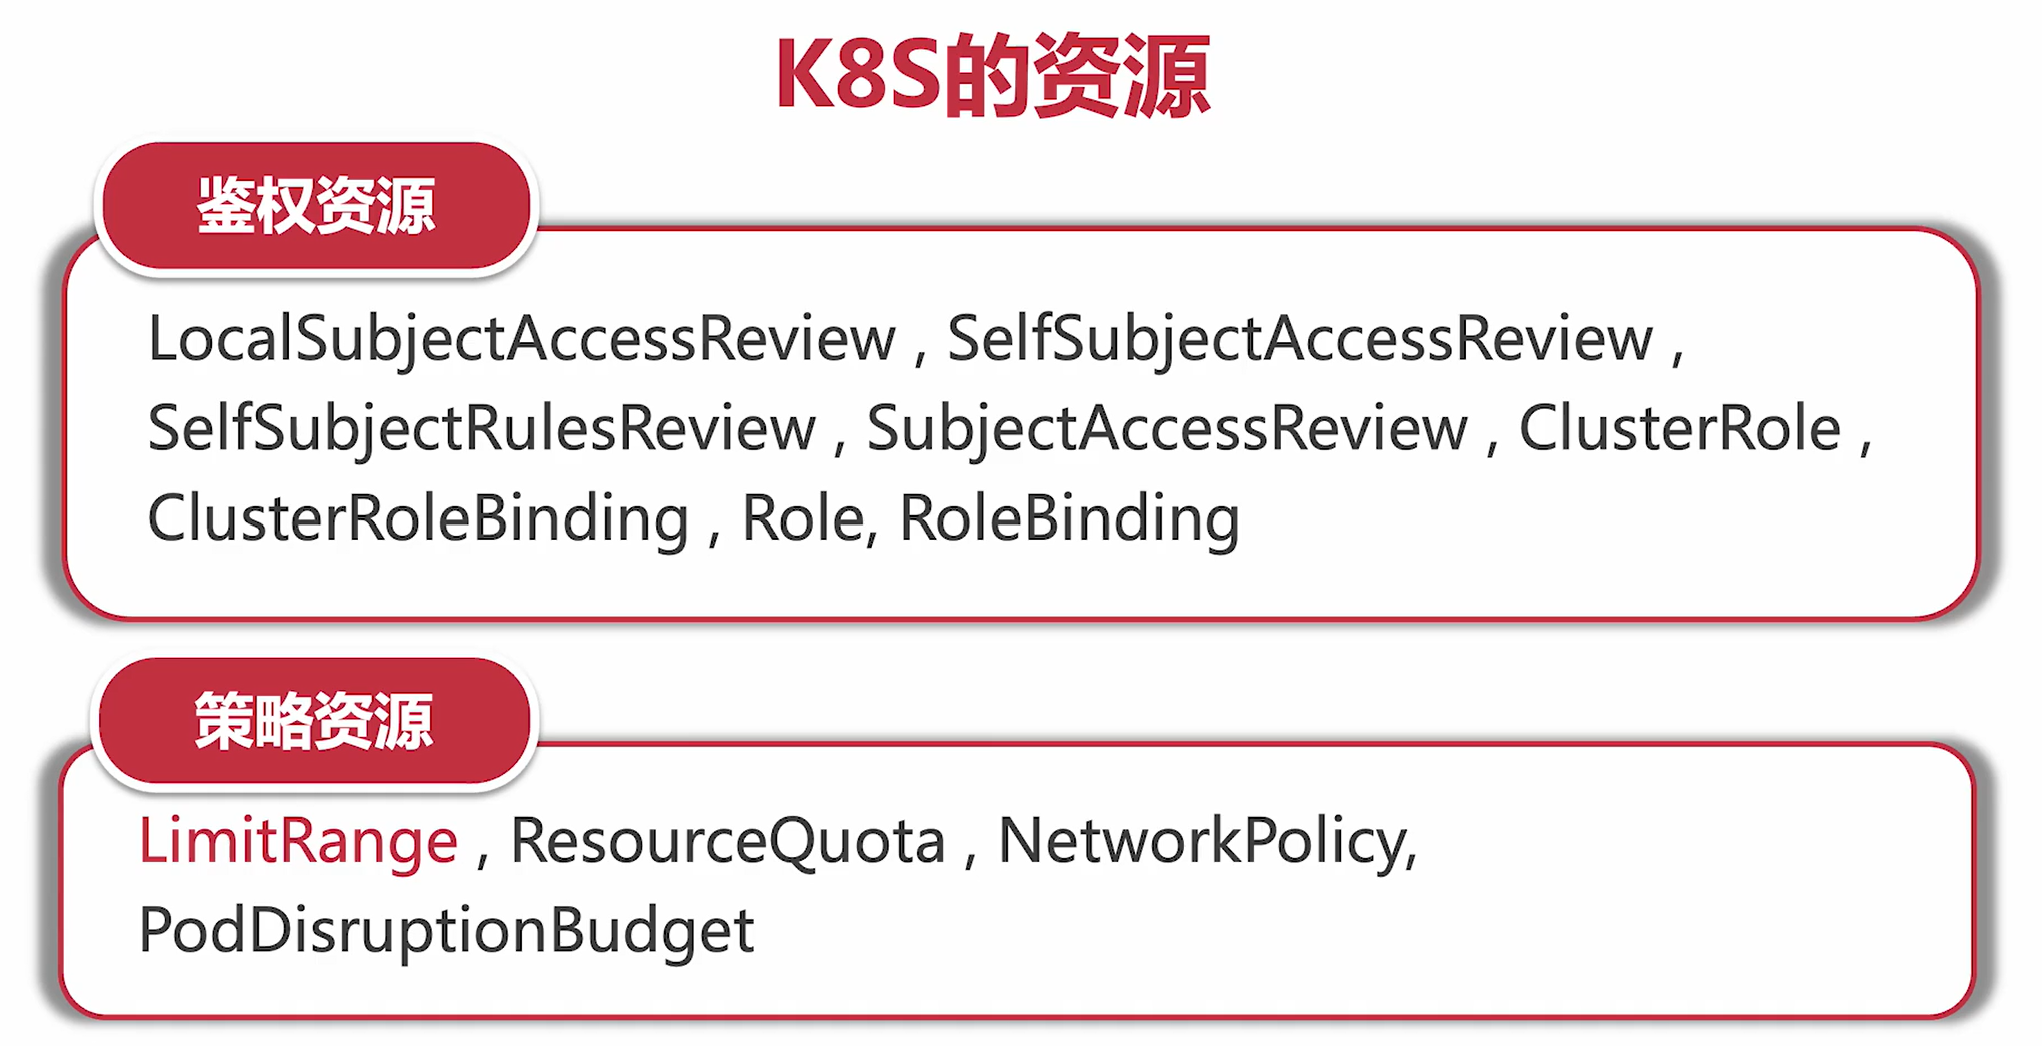 K8S的资源
鉴权资源
LocalSubjectAccessReview , SelfSubjectAccessReview ,
SelfSubjectRulesReview , SubjectAccessReview , ClusterRole ,
ClusterRoleBinding , Role, RoleBinding
策略资源
LimitRange , ResourceQuota , NetworkPolicy,
PodDisruptionBudget